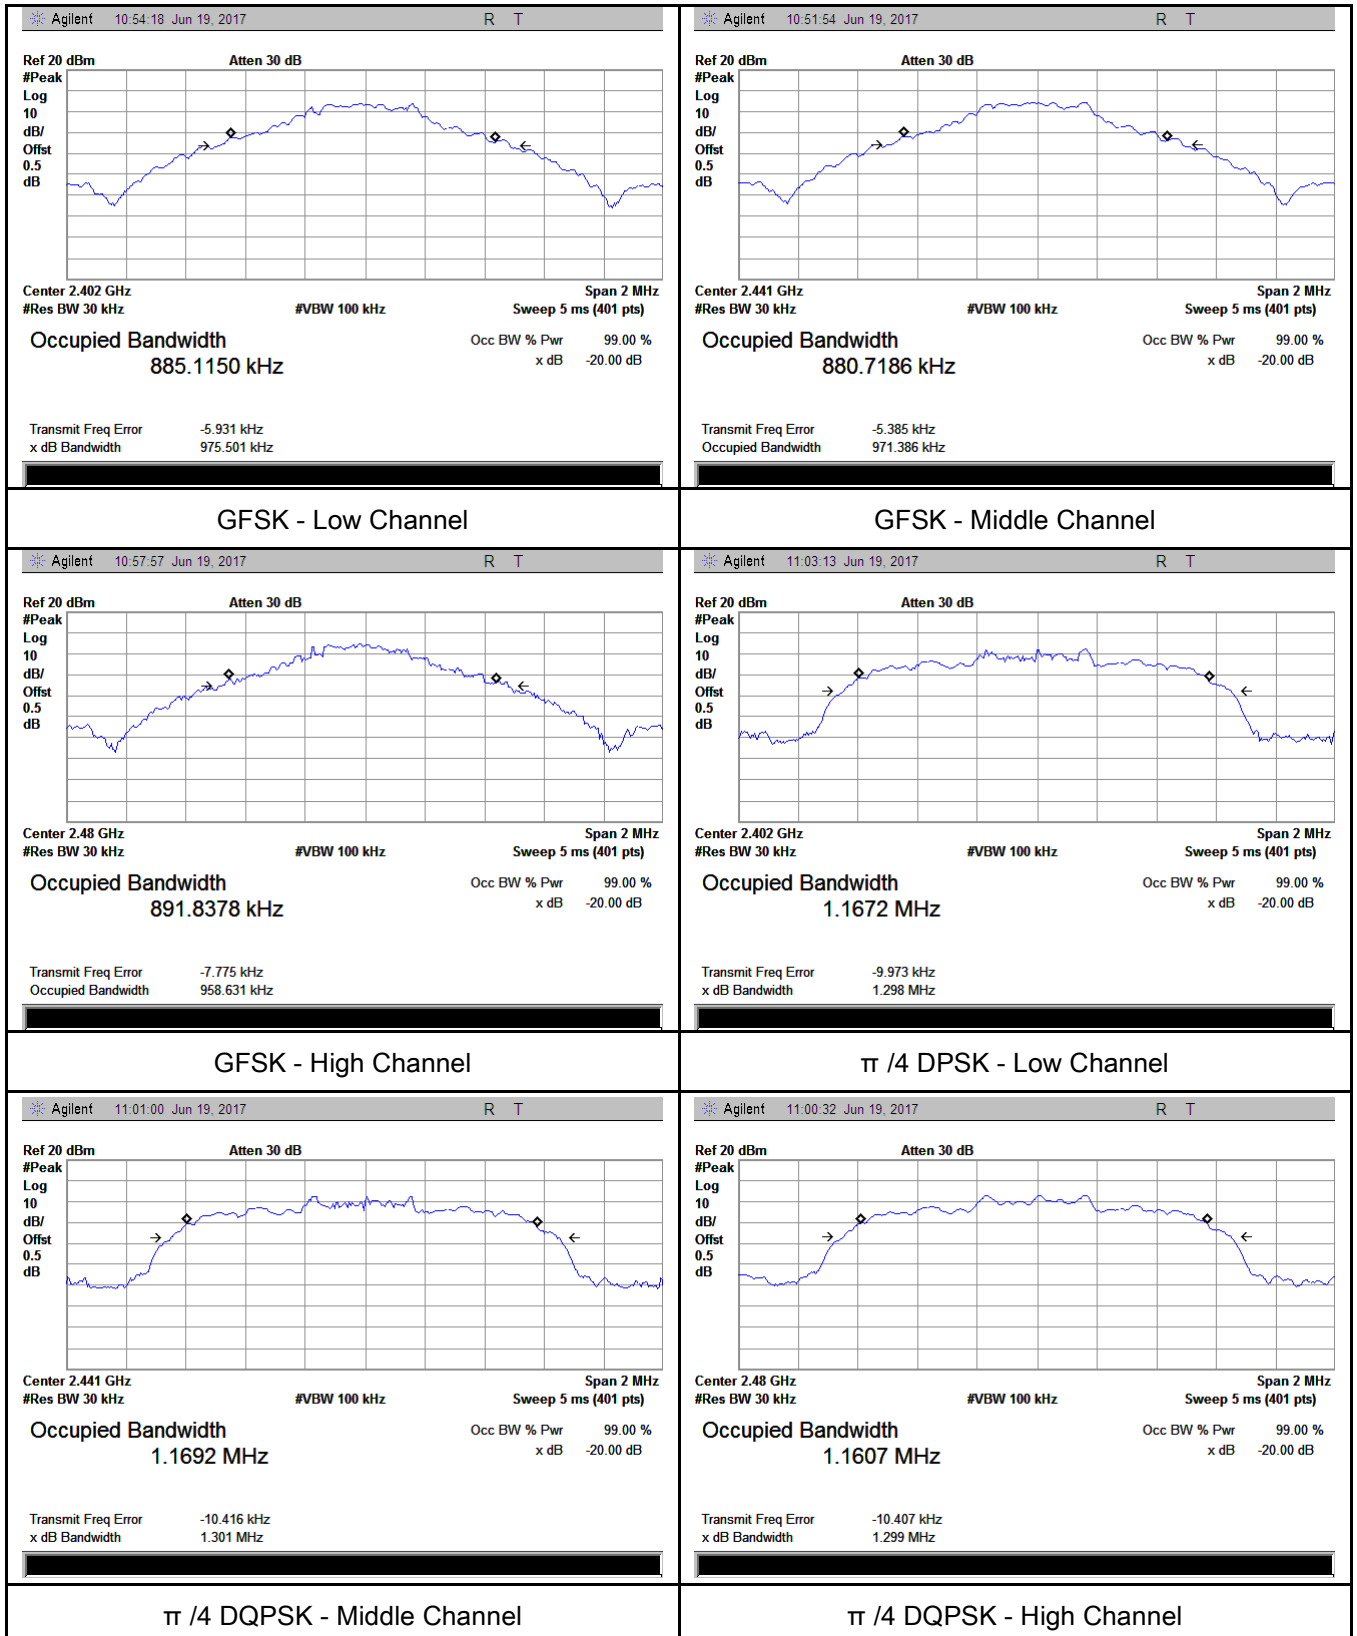 Agilent 10:54:18 Jun 19, 2017 R T
Ref 20 dBm Atten 30 dB
#Peak
Log
10
dB/
Offst
0.5
dB
Center 2.402 GHz Span 2 MHz
#Res BW 30 kHz #VBW 100 kHz Sweep 5 ms (401 pts)
Occupied Bandwidth Occ BW % Pwr 99.00 %
885.1150 kHz x dB -20.00 dB
Transmit Freq Error -5.931 kHz
x dB Bandwidth 975.501 kHz
GFSK - Low Channel
Agilent 10:51:54 Jun 19, 2017 R T
Ref 20 dBm Atten 30 dB
#Peak
Log
10
dB/
Offst
0.5
dB
Center 2.441 GHz Span 2 MHz
#Res BW 30 kHz #VBW 100 kHz Sweep 5 ms (401 pts)
Occupied Bandwidth Occ BW % Pwr 99.00 %
880.7186 kHz x dB -20.00 dB
Transmit Freq Error -5.385 kHz
Occupied Bandwidth 971.386 kHz
GFSK - Middle Channel
Agilent 10:57:57 Jun 19, 2017 R T
Ref 20 dBm Atten 30 dB
#Peak
Log
10
dB/
Offst
0.5
dB
Center 2.48 GHz Span 2 MHz
#Res BW 30 kHz #VBW 100 kHz Sweep 5 ms (401 pts)
Occupied Bandwidth Occ BW % Pwr 99.00 %
891.8378 kHz x dB -20.00 dB
Transmit Freq Error -7.775 kHz
Occupied Bandwidth 958.631 kHz
GFSK - High Channel
Agilent 11:03:13 Jun 19, 2017 R T
Ref 20 dBm Atten 30 dB
#Peak
Log
10
dB/
Offst
0.5
dB
Center 2.402 GHz Span 2 MHz
#Res BW 30 kHz #VBW 100 kHz Sweep 5 ms (401 pts)
Occupied Bandwidth Occ BW % Pwr 99.00 %
1.1672 MHz x dB -20.00 dB
Transmit Freq Error -9.973 kHz
x dB Bandwidth 1.298 MHz
π /4 DPSK - Low Channel
Agilent 11:01:00 Jun 19, 2017 R T
Ref 20 dBm Atten 30 dB
#Peak
Log
10
dB/
Offst
0.5
dB
Center 2.441 GHz Span 2 MHz
#Res BW 30 kHz #VBW 100 kHz Sweep 5 ms (401 pts)
Occupied Bandwidth Occ BW % Pwr 99.00 %
1.1692 MHz x dB -20.00 dB
Transmit Freq Error -10.416 kHz
x dB Bandwidth 1.301 MHz
π /4 DQPSK - Middle Channel
Agilent 11:00:32 Jun 19, 2017 R T
Ref 20 dBm Atten 30 dB
#Peak
Log
10
dB/
Offst
0.5
dB
Center 2.48 GHz Span 2 MHz
#Res BW 30 kHz #VBW 100 kHz Sweep 5 ms (401 pts)
Occupied Bandwidth Occ BW % Pwr 99.00 %
1.1607 MHz x dB -20.00 dB
Transmit Freq Error -10.407 kHz
x dB Bandwidth 1.299 MHz
π /4 DQPSK - High Channel